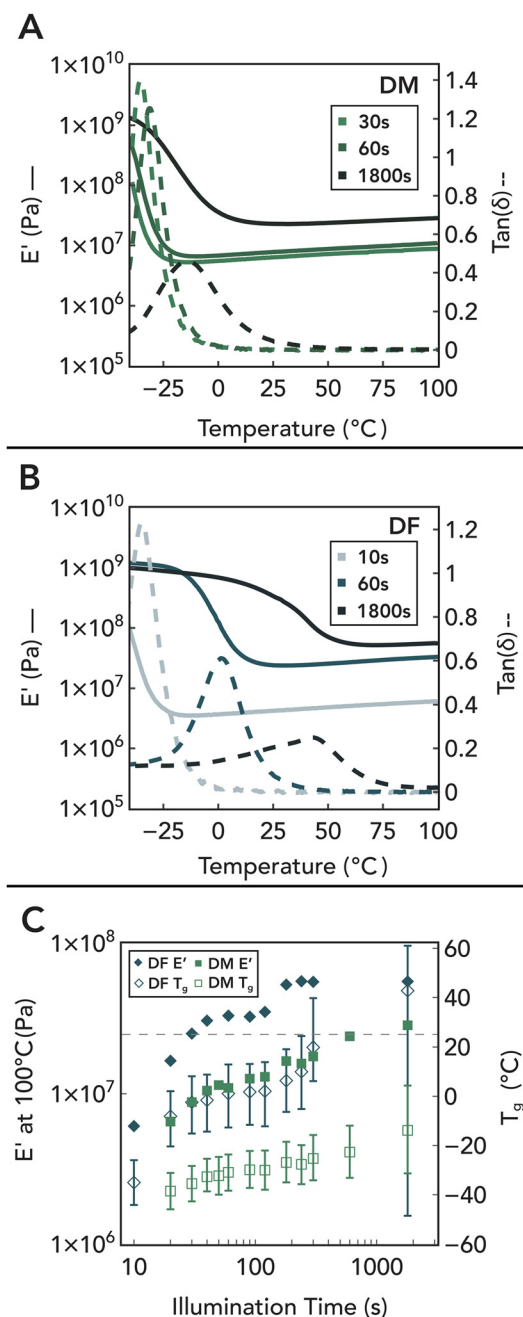 A
DM
30s
60s
1800s
1×10¹⁰
1×10⁹
1×10⁸
1×10⁷
1×10⁶
1×10⁵
E' (Pa) —
1.4
1.2
1
0.8
0.6
0.4
0.2
0
Tan(δ) --
−25 0 25 50 75 100
Temperature (°C)
B
DF
10s
60s
1800s
1×10¹⁰
1×10⁹
1×10⁸
1×10⁷
1×10⁶
1×10⁵
E' (Pa) —
1.2
1
0.8
0.6
0.4
0.2
0
Tan(δ) --
−25 0 25 50 75 100
Temperature (°C)
C
DF E' DM E'
DF Tg DM Tg
1×10⁸
1×10⁷
1×10⁶
E' at 100°C(Pa)
60
40
20
0
−20
−40
−60
Tg (°C)
10 100 1000
Illumination Time (s)